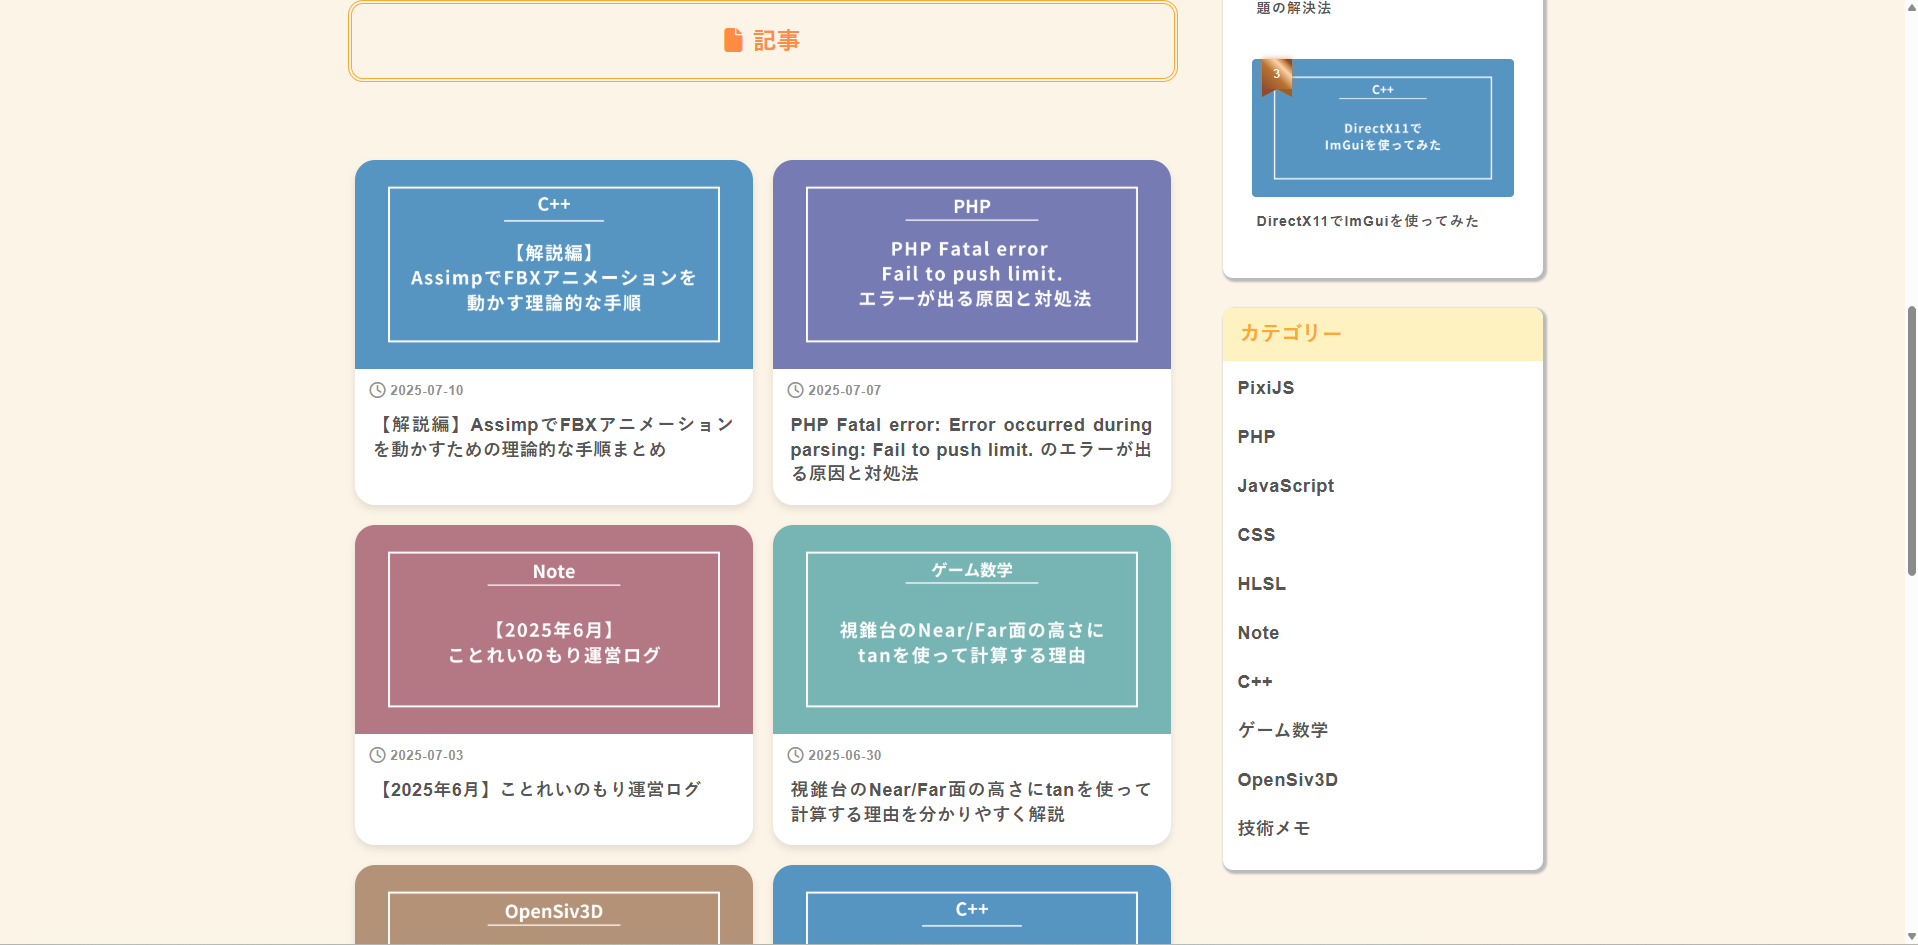 記事
C++
【解説編】
AssimpでFBXアニメーションを
動かす理論的な手順
2025-07-10
【解説編】AssimpでFBXアニメーション
を動かすための理論的な手順まとめ
PHP
PHP Fatal error
Fail to push limit.
エラーが出る原因と対処法
2025-07-07
PHP Fatal error: Error occurred during
parsing: Fail to push limit. のエラーが出
る原因と対処法
Note
【2025年6月】
ことれいのもり運営ログ
2025-07-03
【2025年6月】ことれいのもり運営ログ
ゲーム数学
視錐台のNear/Far面の高さに
tanを使って計算する理由
2025-06-30
視錐台のNear/Far面の高さにtanを使って
計算する理由を分かりやすく解説
OpenSiv3D
C++
題の解決法
3
C++
DirectX11で
ImGuiを使ってみた
DirectX11でImGuiを使ってみた
カテゴリー
PixiJS
PHP
JavaScript
CSS
HLSL
Note
C++
ゲーム数学
OpenSiv3D
技術メモ